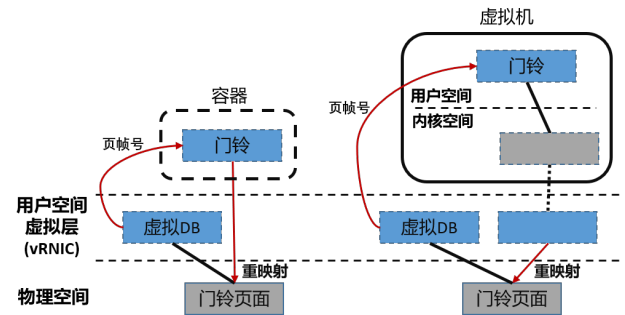 虚拟机
门铃
用户空间
内核空间
容器
页帧号
门铃
页帧号
用户空间
虚拟层
(vRNIC)
虚拟DB
虚拟DB
重映射
重映射
物理空间
门铃页面
门铃页面